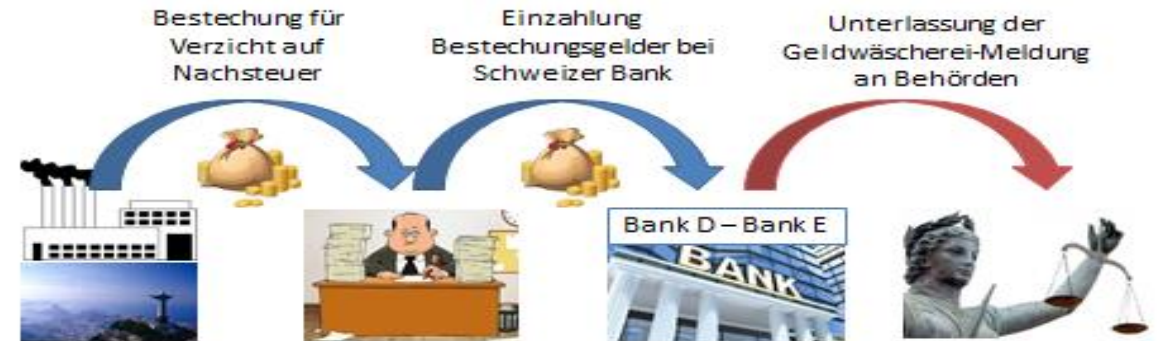 Bestechung für
Verzicht auf
Nachsteuer
Einzahlung
Bestechungsgelder bei
Schweizer Bank
Unterlassung der
Geldwäscherei-Meldung
an Behörden
Bank D – Bank E
BANK